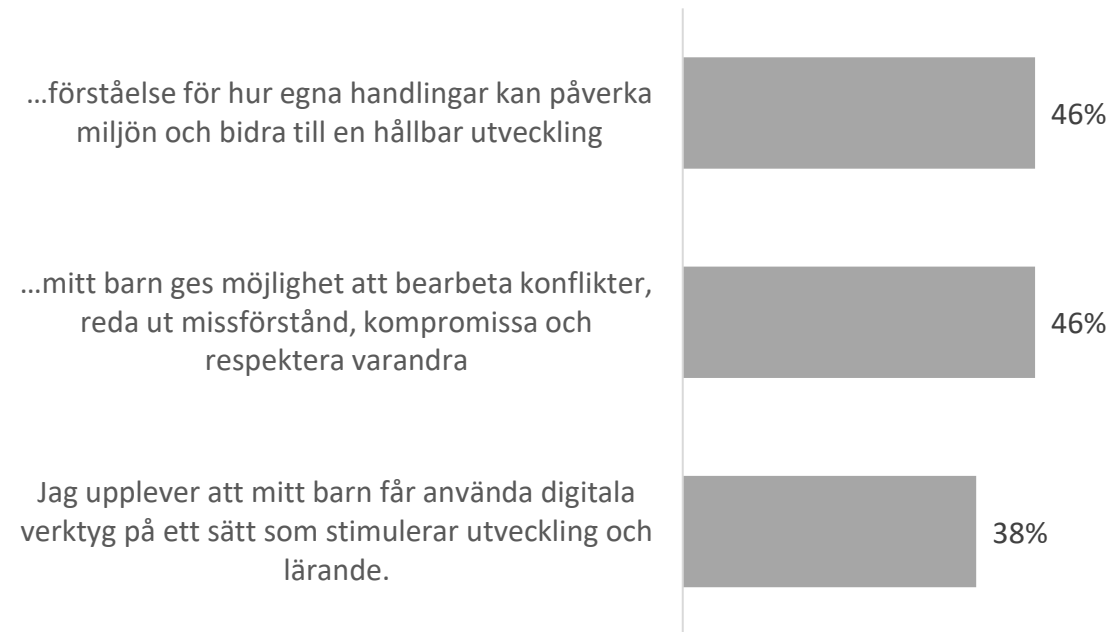 …förståelse för hur egna handlingar kan påverka
miljön och bidra till en hållbar utveckling
46%
…mitt barn ges möjlighet att bearbeta konflikter,
reda ut missförstånd, kompromissa och
respektera varandra
46%
Jag upplever att mitt barn får använda digitala
verktyg på ett sätt som stimulerar utveckling och
lärande.
38%